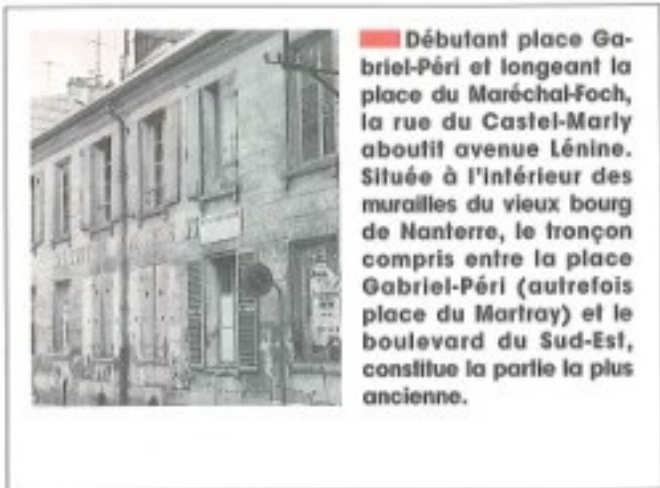 Débutant place Ga-
briel-Péri et longeant la
place du Maréchal-Foch,
la rue du Castel-Marly
aboutit avenue Lénine.
Située à l'intérieur des
murailles du vieux bourg
de Nanterre, le tronçon
compris entre la place
Gabriel-Péri (autrefois
place du Martray) et le
boulevard du Sud-Est,
constitue la partie la plus
ancienne.